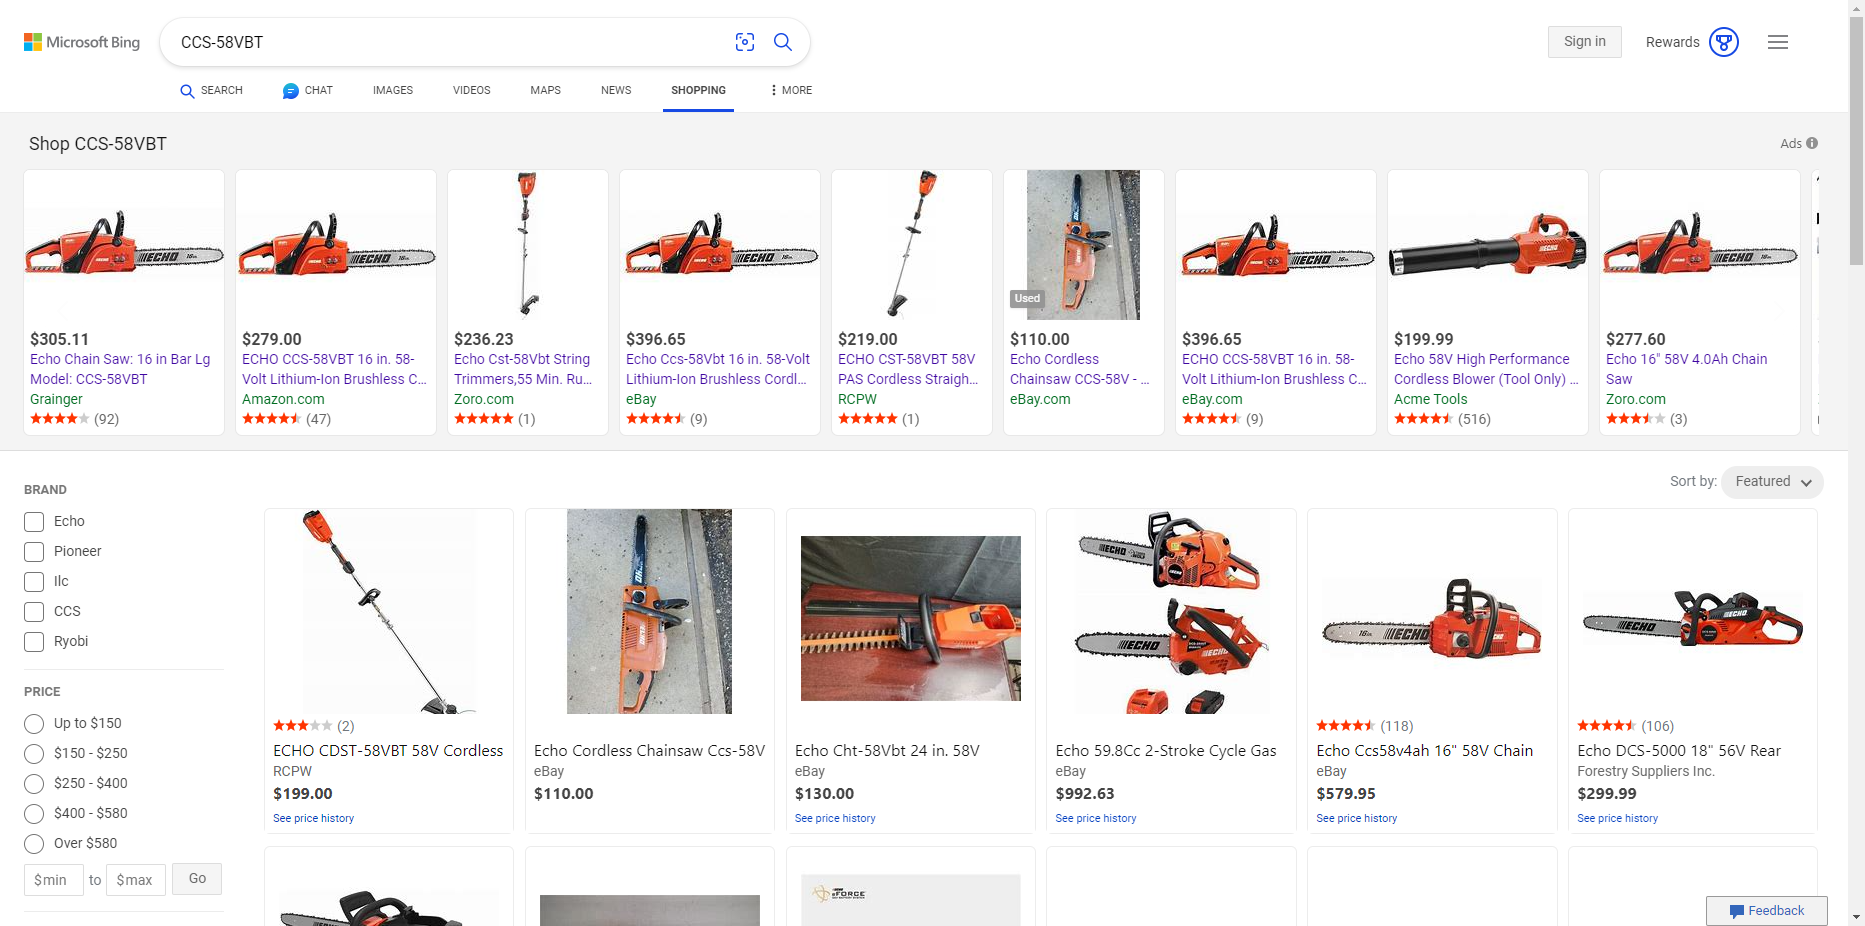 Microsoft Bing
CCS-58VBT
Sign in
Rewards
SEARCH
CHAT
IMAGES
VIDEOS
MAPS
NEWS
SHOPPING
MORE
Shop CCS-58VBT
Ads
$305.11
Echo Chain Saw: 16 in Bar Lg
Model: CCS-58VBT
Grainger
(92)
$279.00
ECHO CCS-58VBT 16 in. 58-
Volt Lithium-Ion Brushless C...
Amazon.com
(47)
$236.23
Echo Cst-58Vbt String
Trimmers,55 Min. Ru...
Zoro.com
(1)
$396.65
Echo Ccs-58Vbt 16 in. 58-Volt
Lithium-Ion Brushless Cordl...
eBay
(9)
$219.00
ECHO CST-58VBT 58V
PAS Cordless Straigh...
RCPW
(1)
Used
$110.00
Echo Cordless
Chainsaw CCS-58V - ...
eBay.com
$396.65
ECHO CCS-58VBT 16 in. 58-
Volt Lithium-Ion Brushless C...
eBay.com
(9)
$199.99
Echo 58V High Performance
Cordless Blower (Tool Only) ...
Acme Tools
(516)
$277.60
Echo 16" 58V 4.0Ah Chain
Saw
Zoro.com
(3)
Sort by:
Featured
BRAND
Echo
Pioneer
Ilc
CCS
Ryobi
PRICE
Up to $150
$150 - $250
$250 - $400
$400 - $580
Over $580
$min
to
$max
Go
(2)
ECHO CDST-58VBT 58V Cordless
RCPW
$199.00
See price history
Echo Cordless Chainsaw Ccs-58V
eBay
$110.00
Echo Cht-58Vbt 24 in. 58V
eBay
$130.00
See price history
Echo 59.8Cc 2-Stroke Cycle Gas
eBay
$992.63
See price history
(118)
Echo Ccs58v4ah 16" 58V Chain
eBay
$579.95
See price history
(106)
Echo DCS-5000 18" 56V Rear
Forestry Suppliers Inc.
$299.99
See price history
eFORCE
Feedback